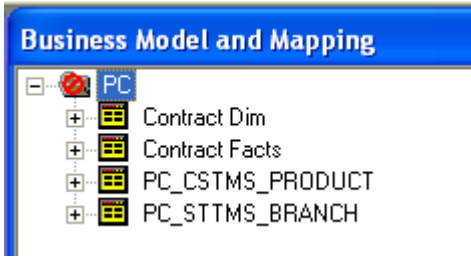 Business Model and Mapping
PC
Contract Dim
Contract Facts
PC_CSTMS_PRODUCT
PC_STTMS_BRANCH